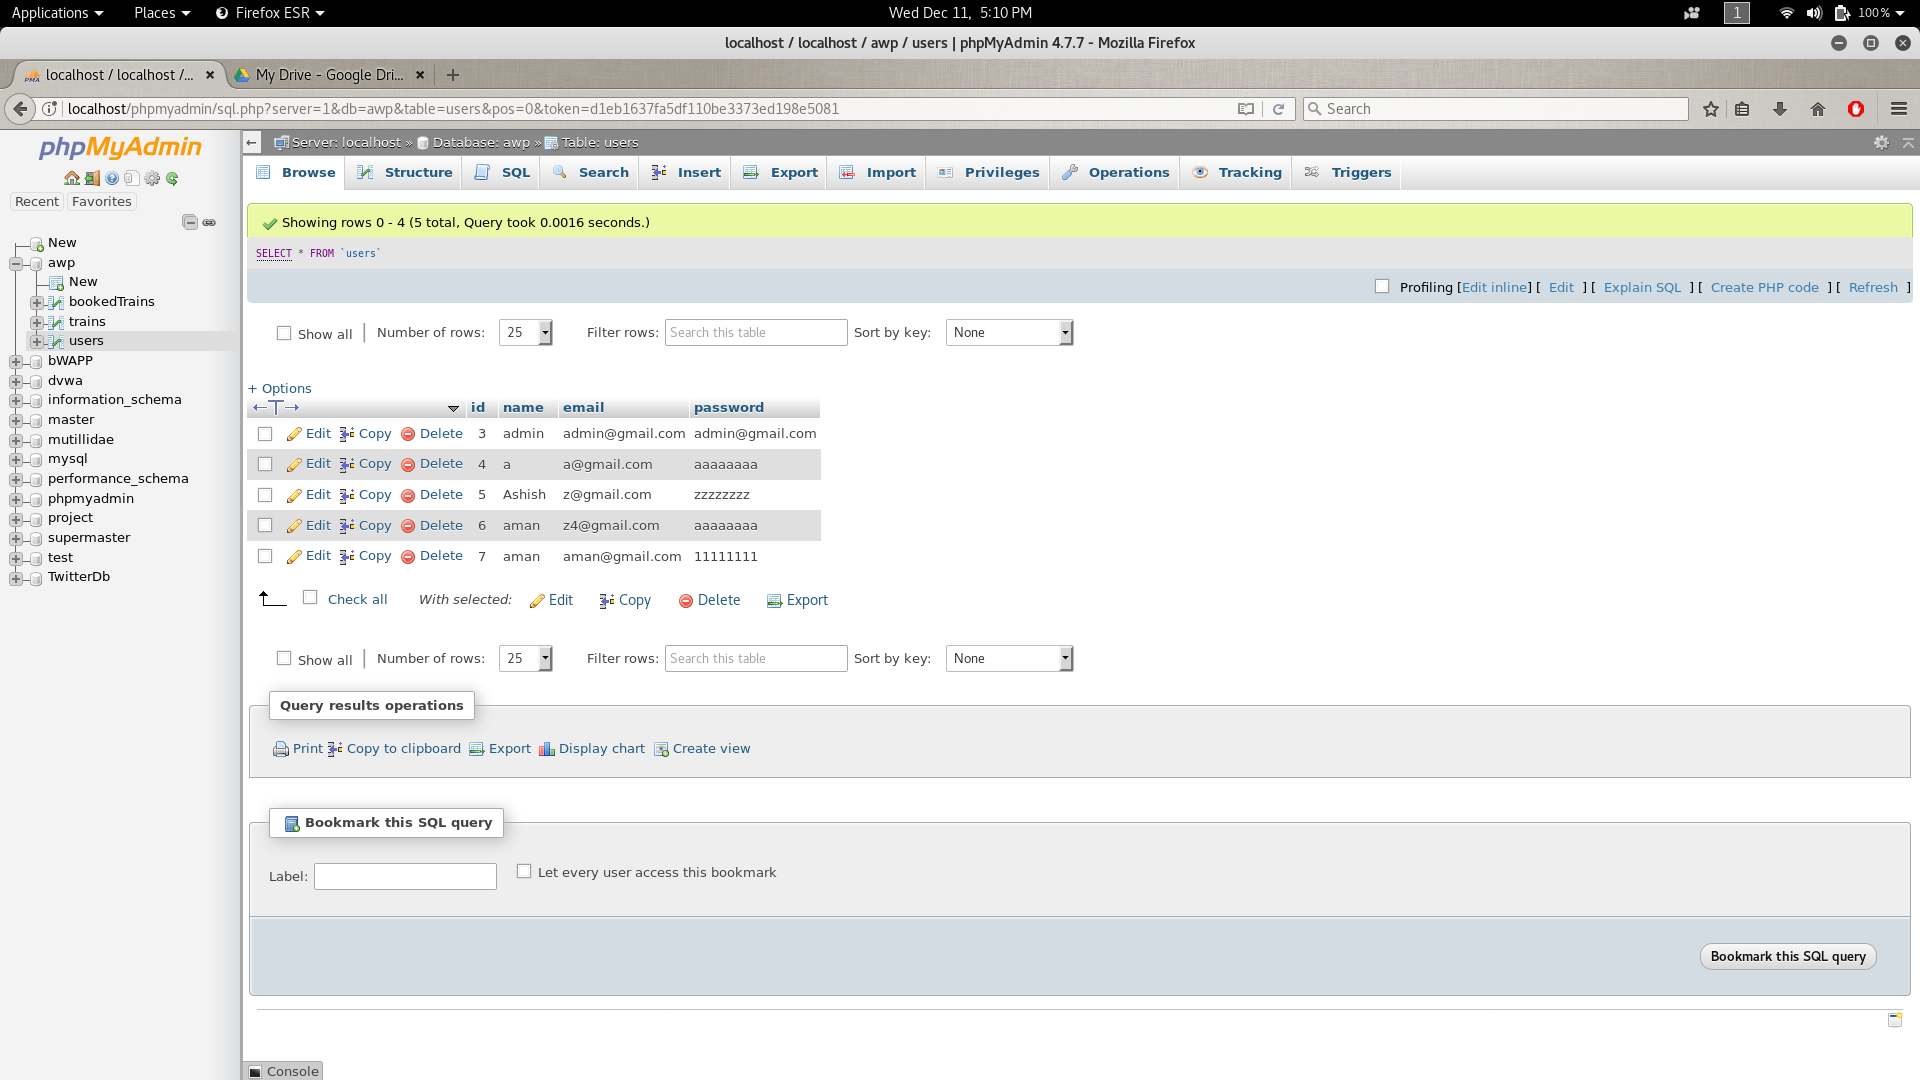 Applications Places Firefox ESR Wed Dec 11, 5:10 PM 1 100%
localhost / localhost / awp / users | phpMyAdmin 4.7.7 - Mozilla Firefox
localhost / localhost /... My Drive - Google Dri...
localhost/phpmyadmin/sql.php?server=1&db=awp&table=users&pos=0&token=d1eb1637fa5df110be3373ed198e5081 Search
phpMyAdmin
Recent Favorites
New
awp
New
bookedTrains
trains
users
bWAPP
dvwa
information_schema
master
mutillidae
mysql
performance_schema
phpmyadmin
project
supermaster
test
TwitterDb
Server: localhost » Database: awp » Table: users
Browse Structure SQL Search Insert Export Import Privileges Operations Tracking Triggers
Showing rows 0 - 4 (5 total, Query took 0.0016 seconds.)
SELECT * FROM `users`
Profiling [Edit inline] [ Edit ] [ Explain SQL ] [ Create PHP code ] [ Refresh ]
Show all | Number of rows: 25 Filter rows: Search this table Sort by key: None
+ Options
←T→ id name email password
Edit Copy Delete 3 admin admin@gmail.com admin@gmail.com
Edit Copy Delete 4 a a@gmail.com aaaaaaaa
Edit Copy Delete 5 Ashish z@gmail.com zzzzzzzz
Edit Copy Delete 6 aman z4@gmail.com aaaaaaaa
Edit Copy Delete 7 aman aman@gmail.com 11111111
Check all With selected: Edit Copy Delete Export
Show all | Number of rows: 25 Filter rows: Search this table Sort by key: None
Query results operations
Print Copy to clipboard Export Display chart Create view
Bookmark this SQL query
Label: Let every user access this bookmark
Bookmark this SQL query
Console